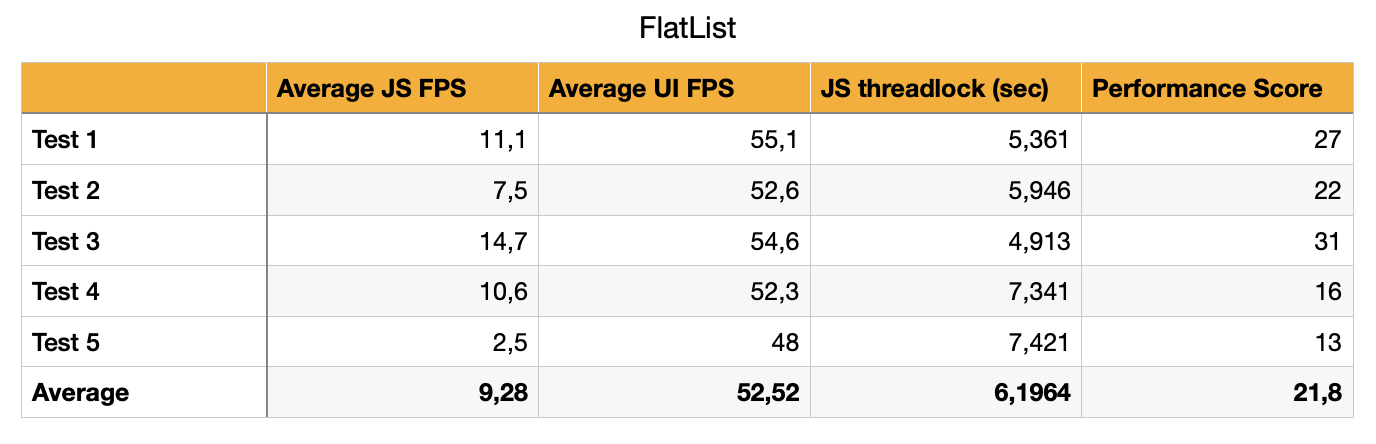 FlatList
Average JS FPS Average UI FPS JS threadlock (sec) Performance Score
Test 1 11,1 55,1 5,361 27
Test 2 7,5 52,6 5,946 22
Test 3 14,7 54,6 4,913 31
Test 4 10,6 52,3 7,341 16
Test 5 2,5 48 7,421 13
Average 9,28 52,52 6,1964 21,8